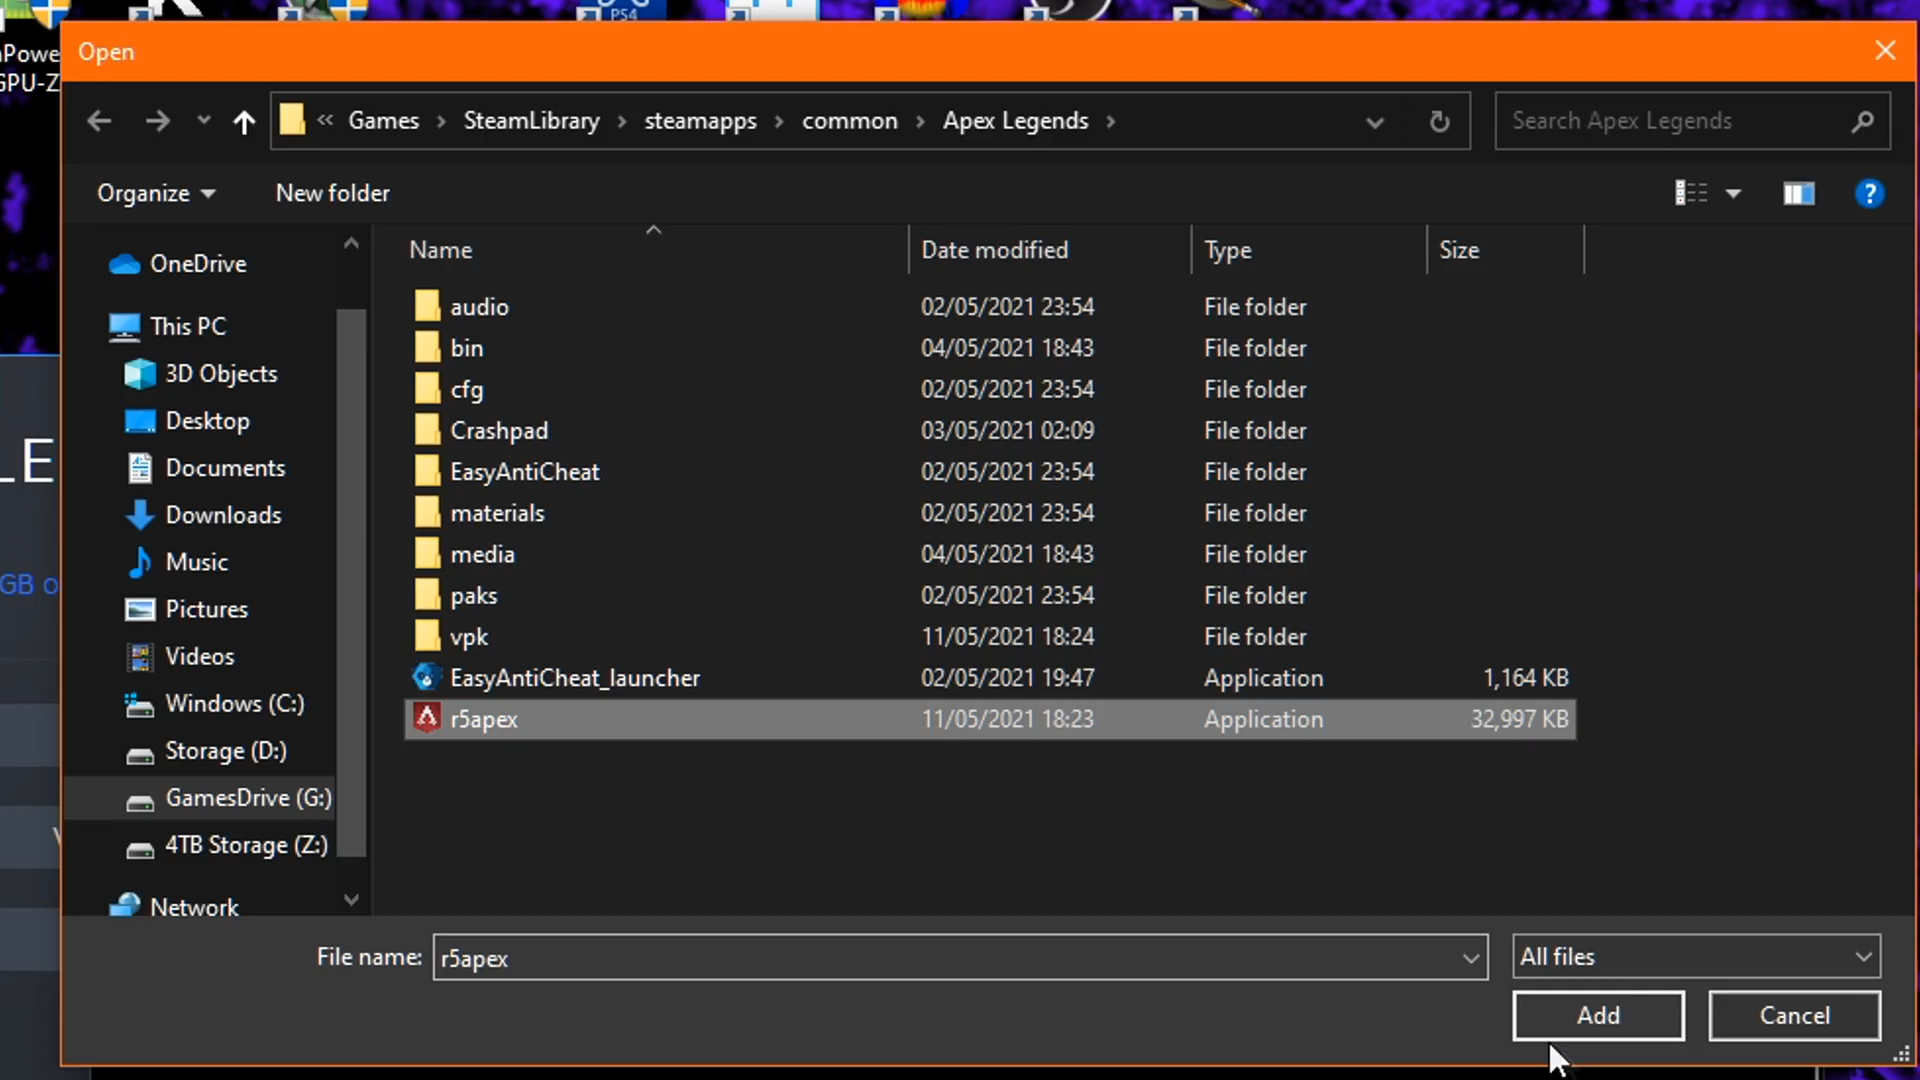 PS4
Powe
GPU-Z
LE
GB o
Open
« Games › SteamLibrary › steamapps › common › Apex Legends ›
Search Apex Legends
Organize
New folder
?
OneDrive
This PC
3D Objects
Desktop
Documents
Downloads
Music
Pictures
Videos
Windows (C:)
Storage (D:)
GamesDrive (G:)
4TB Storage (Z:)
Network
Name Date modified Type Size
audio 02/05/2021 23:54 File folder
bin 04/05/2021 18:43 File folder
cfg 02/05/2021 23:54 File folder
Crashpad 03/05/2021 02:09 File folder
EasyAntiCheat 02/05/2021 23:54 File folder
materials 02/05/2021 23:54 File folder
media 04/05/2021 18:43 File folder
paks 02/05/2021 23:54 File folder
vpk 11/05/2021 18:24 File folder
EasyAntiCheat_launcher 02/05/2021 19:47 Application 1,164 KB
r5apex 11/05/2021 18:23 Application 32,997 KB
File name: r5apex
All files
Add
Cancel